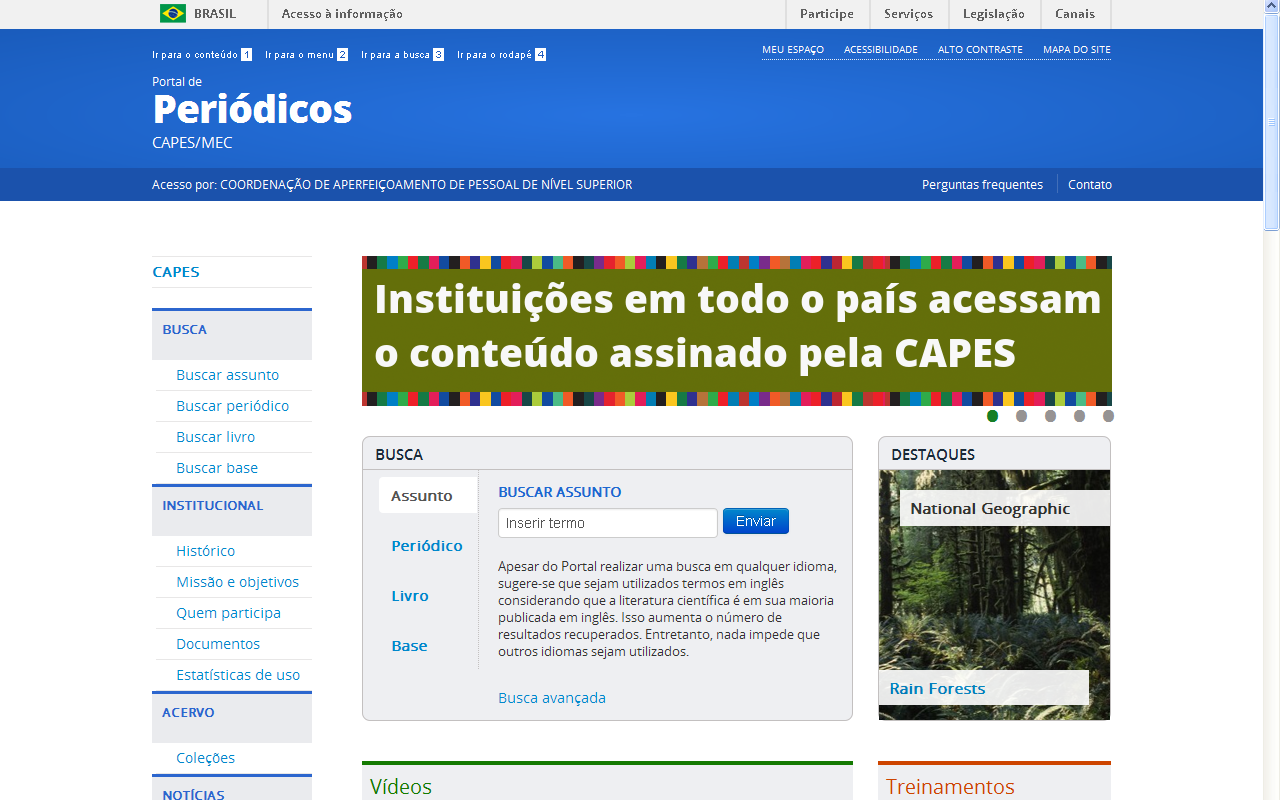 BRASIL
Acesso à informação
Participe
Serviços
Legislação
Canais
Ir para o conteúdo 1
Ir para o menu 2
Ir para a busca 3
Ir para o rodapé 4
MEU ESPAÇO
ACESSIBILIDADE
ALTO CONTRASTE
MAPA DO SITE
Portal de
Periódicos
CAPES/MEC
Acesso por: COORDENAÇÃO DE APERFEIÇOAMENTO DE PESSOAL DE NÍVEL SUPERIOR
Perguntas frequentes
Contato
CAPES
BUSCA
Buscar assunto
Buscar periódico
Buscar livro
Buscar base
INSTITUCIONAL
Histórico
Missão e objetivos
Quem participa
Documentos
Estatísticas de uso
ACERVO
Coleções
NOTÍCIAS
Instituições em todo o país acessam
o conteúdo assinado pela CAPES
BUSCA
Assunto
Periódico
Livro
Base
BUSCAR ASSUNTO
Inserir termo
Enviar
Apesar do Portal realizar uma busca em qualquer idioma,
sugere-se que sejam utilizados termos em inglês
considerando que a literatura científica é em sua maioria
publicada em inglês. Isso aumenta o número de
resultados recuperados. Entretanto, nada impede que
outros idiomas sejam utilizados.
Busca avançada
DESTAQUES
National Geographic
Rain Forests
Vídeos
Treinamentos